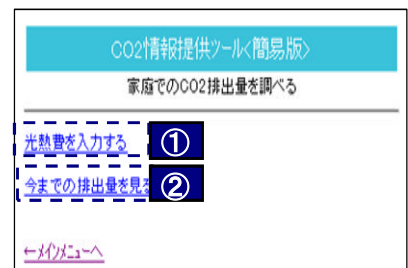 CO2情報提供ツール<簡易版>
家庭でのCO2排出量を調べる
光熱費を入力する ①
今までの排出量を見る ②
←メインメニューへ